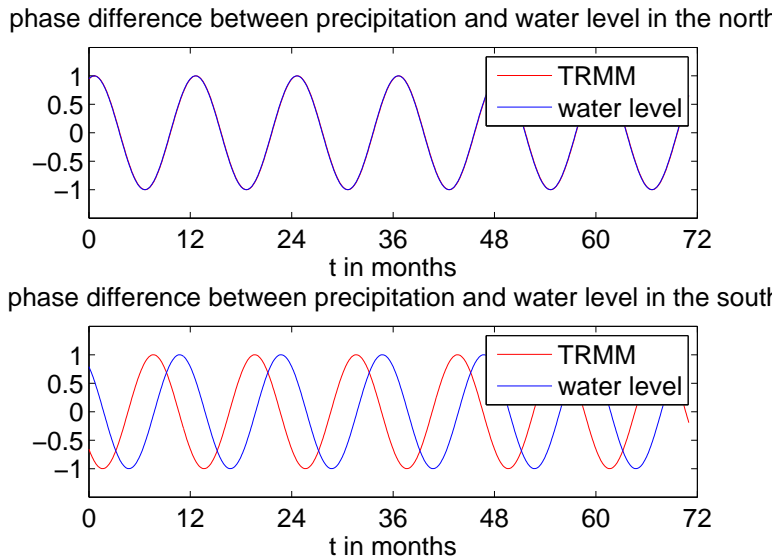 phase difference between precipitation and water level in the north
1
0.5
0
−0.5
−1
TRMM
water level
0 12 24 36 48 60 72
t in months
phase difference between precipitation and water level in the south
1
0.5
0
−0.5
−1
TRMM
water level
0 12 24 36 48 60 72
t in months